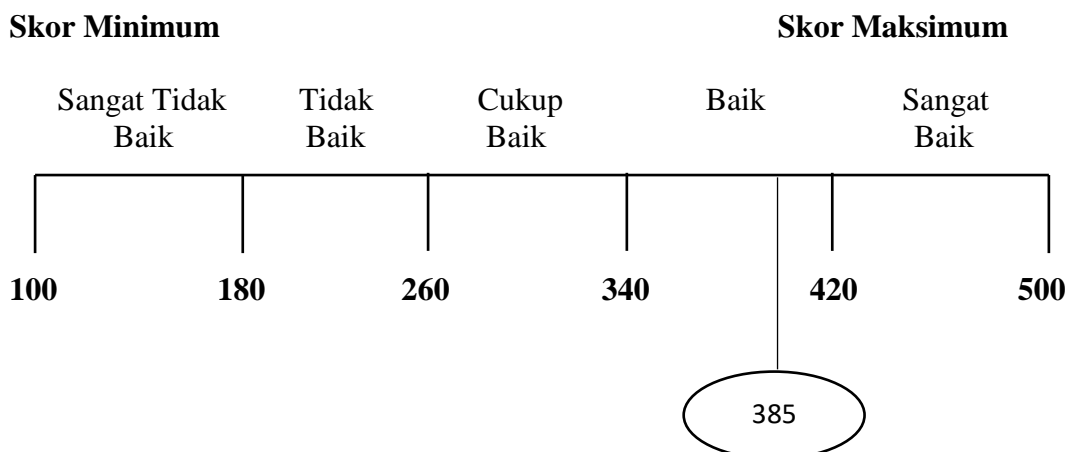 Skor Minimum Skor Maksimum
Sangat Tidak Tidak Cukup Baik Sangat
Baik Baik Baik Baik
100 180 260 340 420 500
385